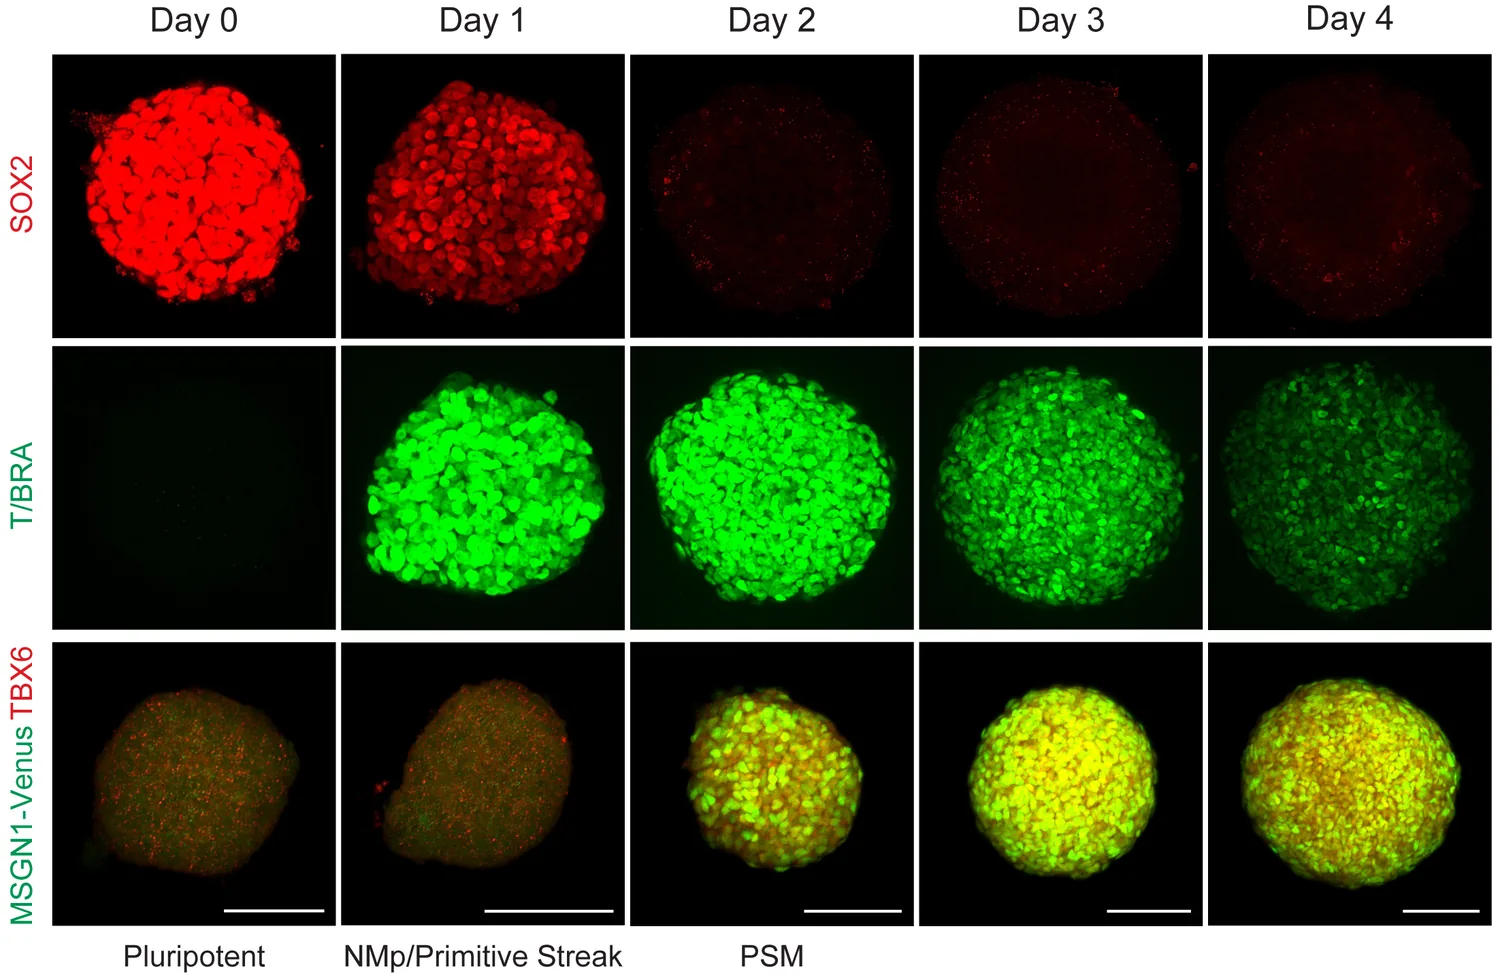 Day 0 Day 1 Day 2 Day 3 Day 4
SOX2
T/BRA
MSGN1-Venus TBX6
Pluripotent NMp/Primitive Streak PSM